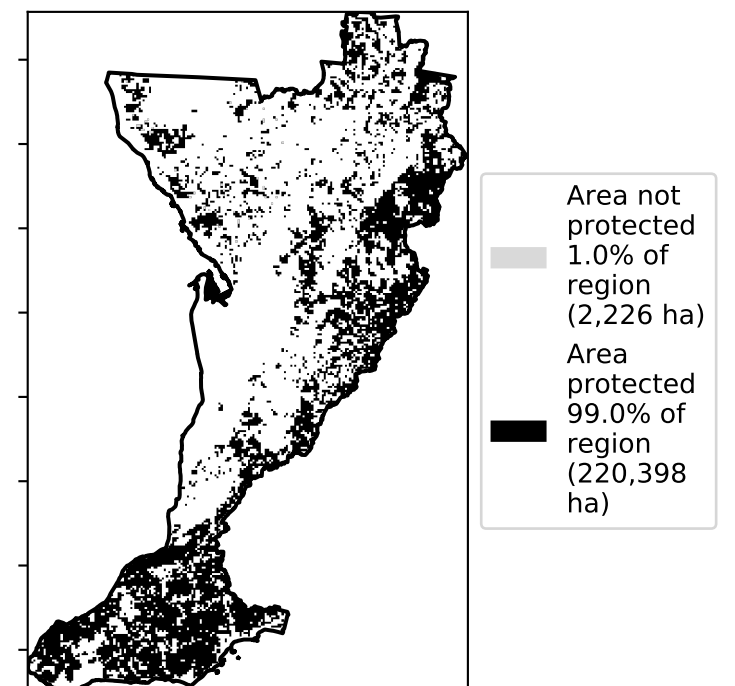 Area not
protected
1.0% of
region
(2,226 ha)
Area
protected
99.0% of
region
(220,398
ha)